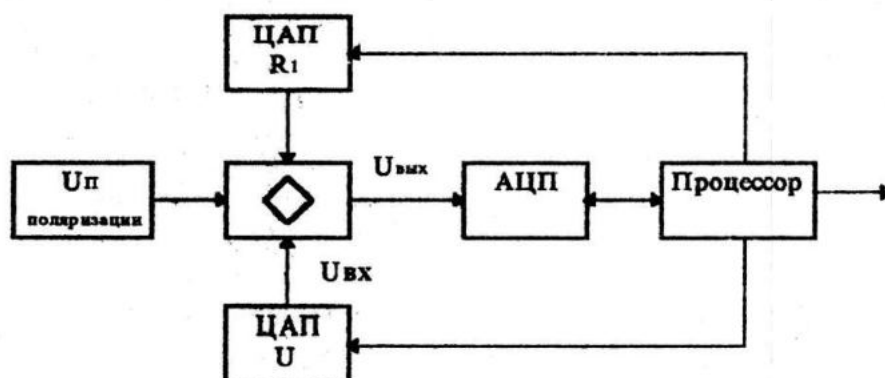 ЦАП
R1
Uп
поляризации
Uвых
АЦП
Процессор
Uвх
ЦАП
U